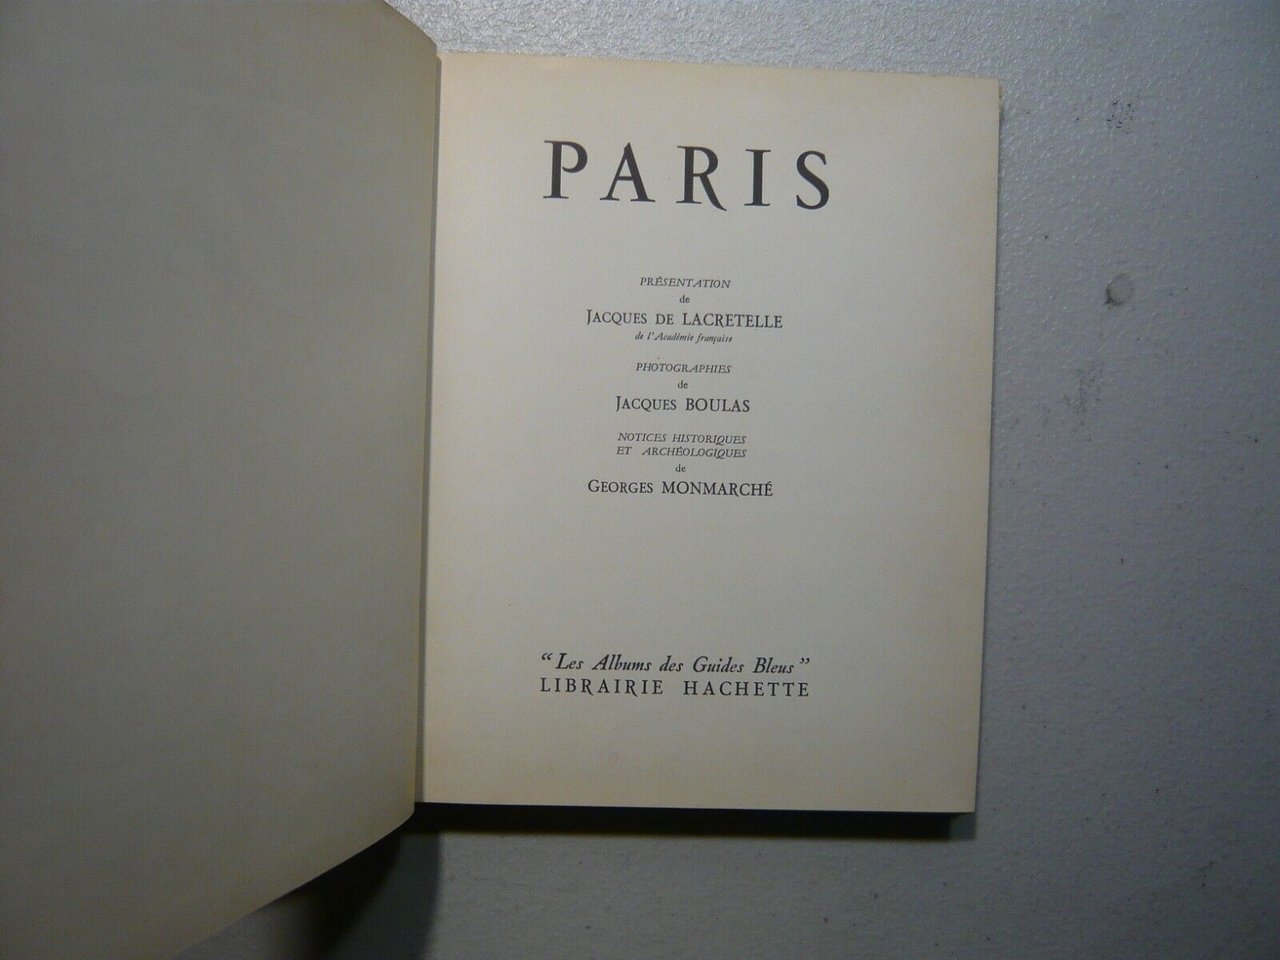 PARIS
PRÉSENTATION
de
JACQUES DE LACRETELLE
de l'Académie française
PHOTOGRAPHIES
de
JACQUES BOULAS
NOTICES HISTORIQUES
ET ARCHÉOLOGIQUES
de
GEORGES MONMARCHÉ
“Les Albums des Guides Bleus”
LIBRAIRIE HACHETTE